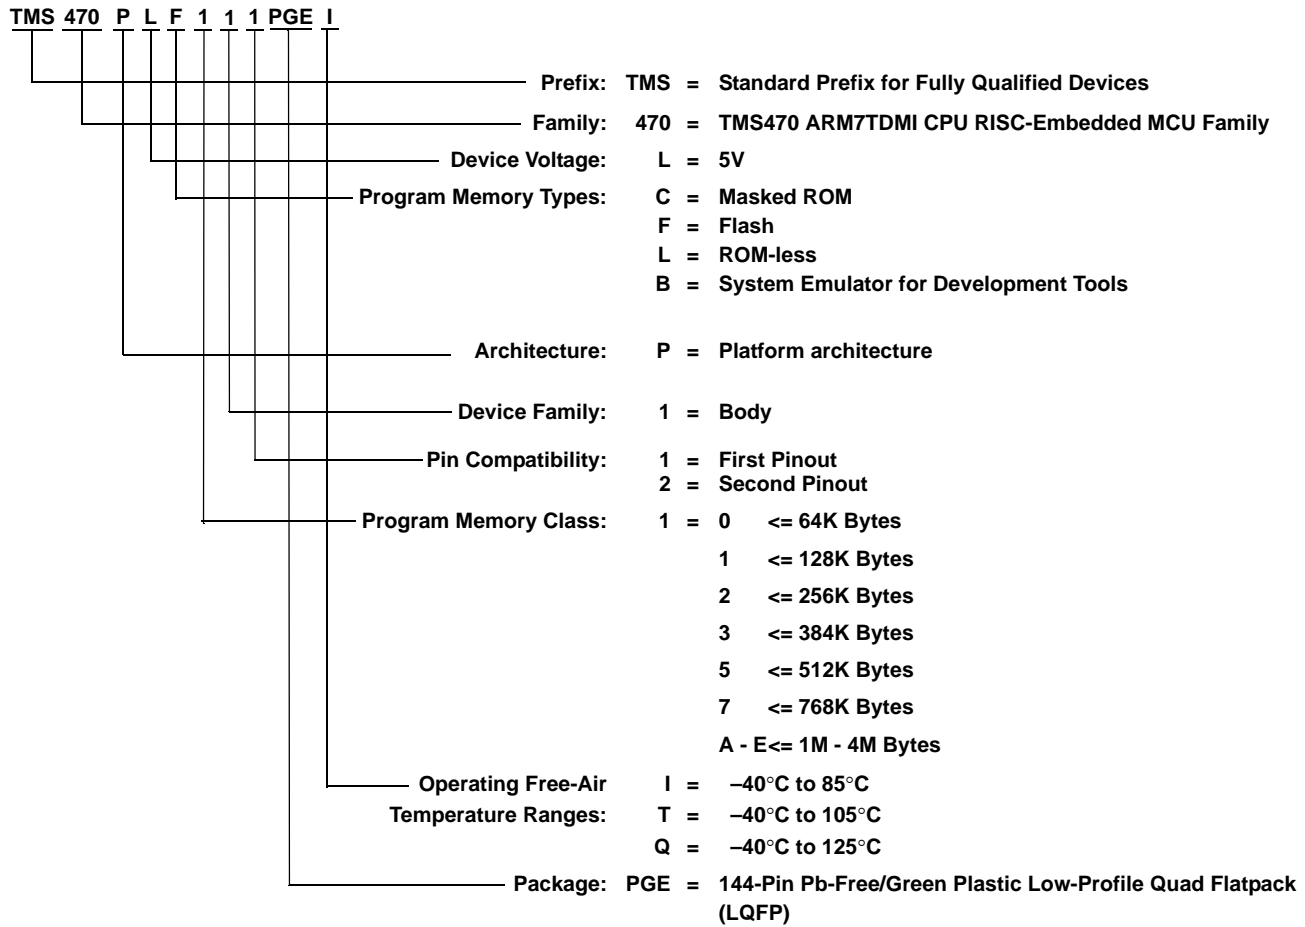 TMS 470 P L F 1 1 1 PGE I
Prefix: TMS = Standard Prefix for Fully Qualified Devices
Family: 470 = TMS470 ARM7TDMI CPU RISC-Embedded MCU Family
Device Voltage: L = 5V
Program Memory Types: C = Masked ROM
F = Flash
L = ROM-less
B = System Emulator for Development Tools
Architecture: P = Platform architecture
Device Family: 1 = Body
Pin Compatibility: 1 = First Pinout
2 = Second Pinout
Program Memory Class: 1 = 0 <= 64K Bytes
1 <= 128K Bytes
2 <= 256K Bytes
3 <= 384K Bytes
5 <= 512K Bytes
7 <= 768K Bytes
A - E<= 1M - 4M Bytes
Operating Free-Air I = –40°C to 85°C
Temperature Ranges: T = –40°C to 105°C
Q = –40°C to 125°C
Package: PGE = 144-Pin Pb-Free/Green Plastic Low-Profile Quad Flatpack
(LQFP)